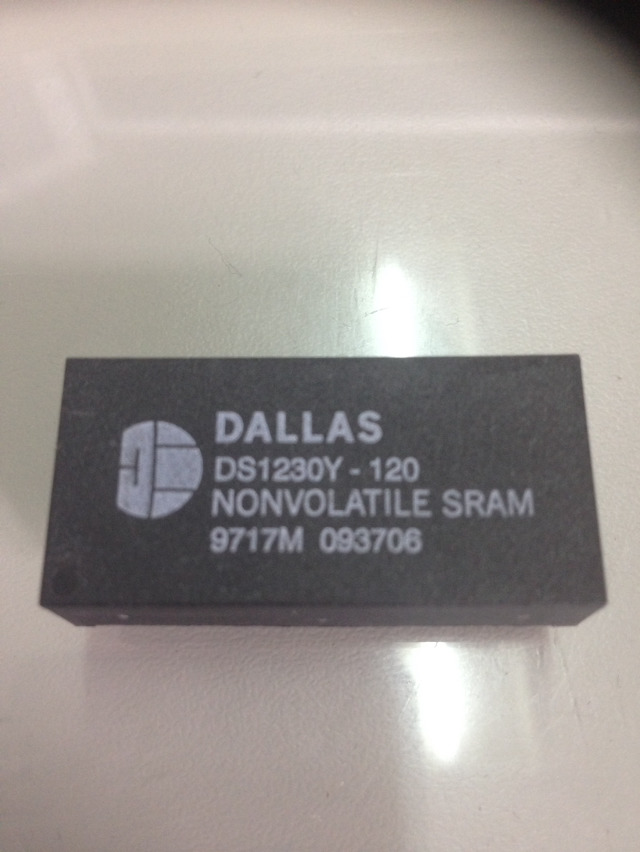 DALLAS
DS1230Y - 120
NONVOLATILE SRAM
9717M 093706